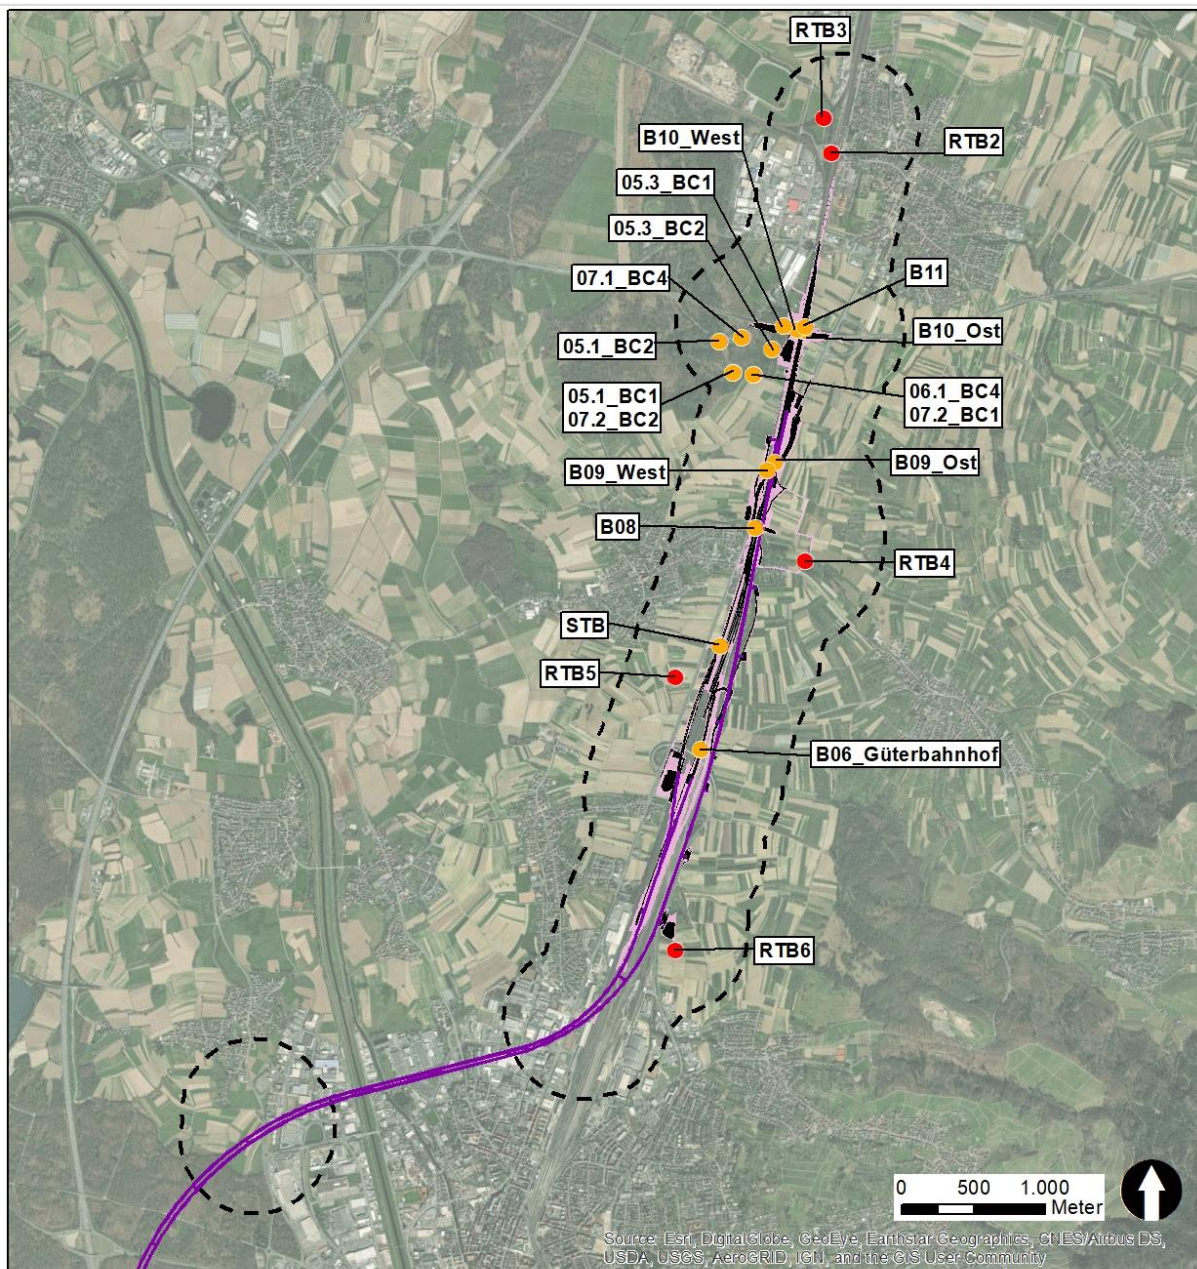 RTB3
B10_West
RTB2
05.3_BC1
05.3_BC2
07.1_BC4
B11
B10_Ost
05.1_BC2
05.1_BC1
07.2_BC2
06.1_BC4
07.2_BC1
B09_West
B09_Ost
B08
RTB4
STB
RTB5
B06_Güterbahnhof
RTB6
0 500 1.000
Meter
Source: Esri, DigitalGlobe, GeoEye, Earthstar Geographics, CNES/Airbus DS,
USDA, USGS, AeroGRID, IGN, and the GIS User Community